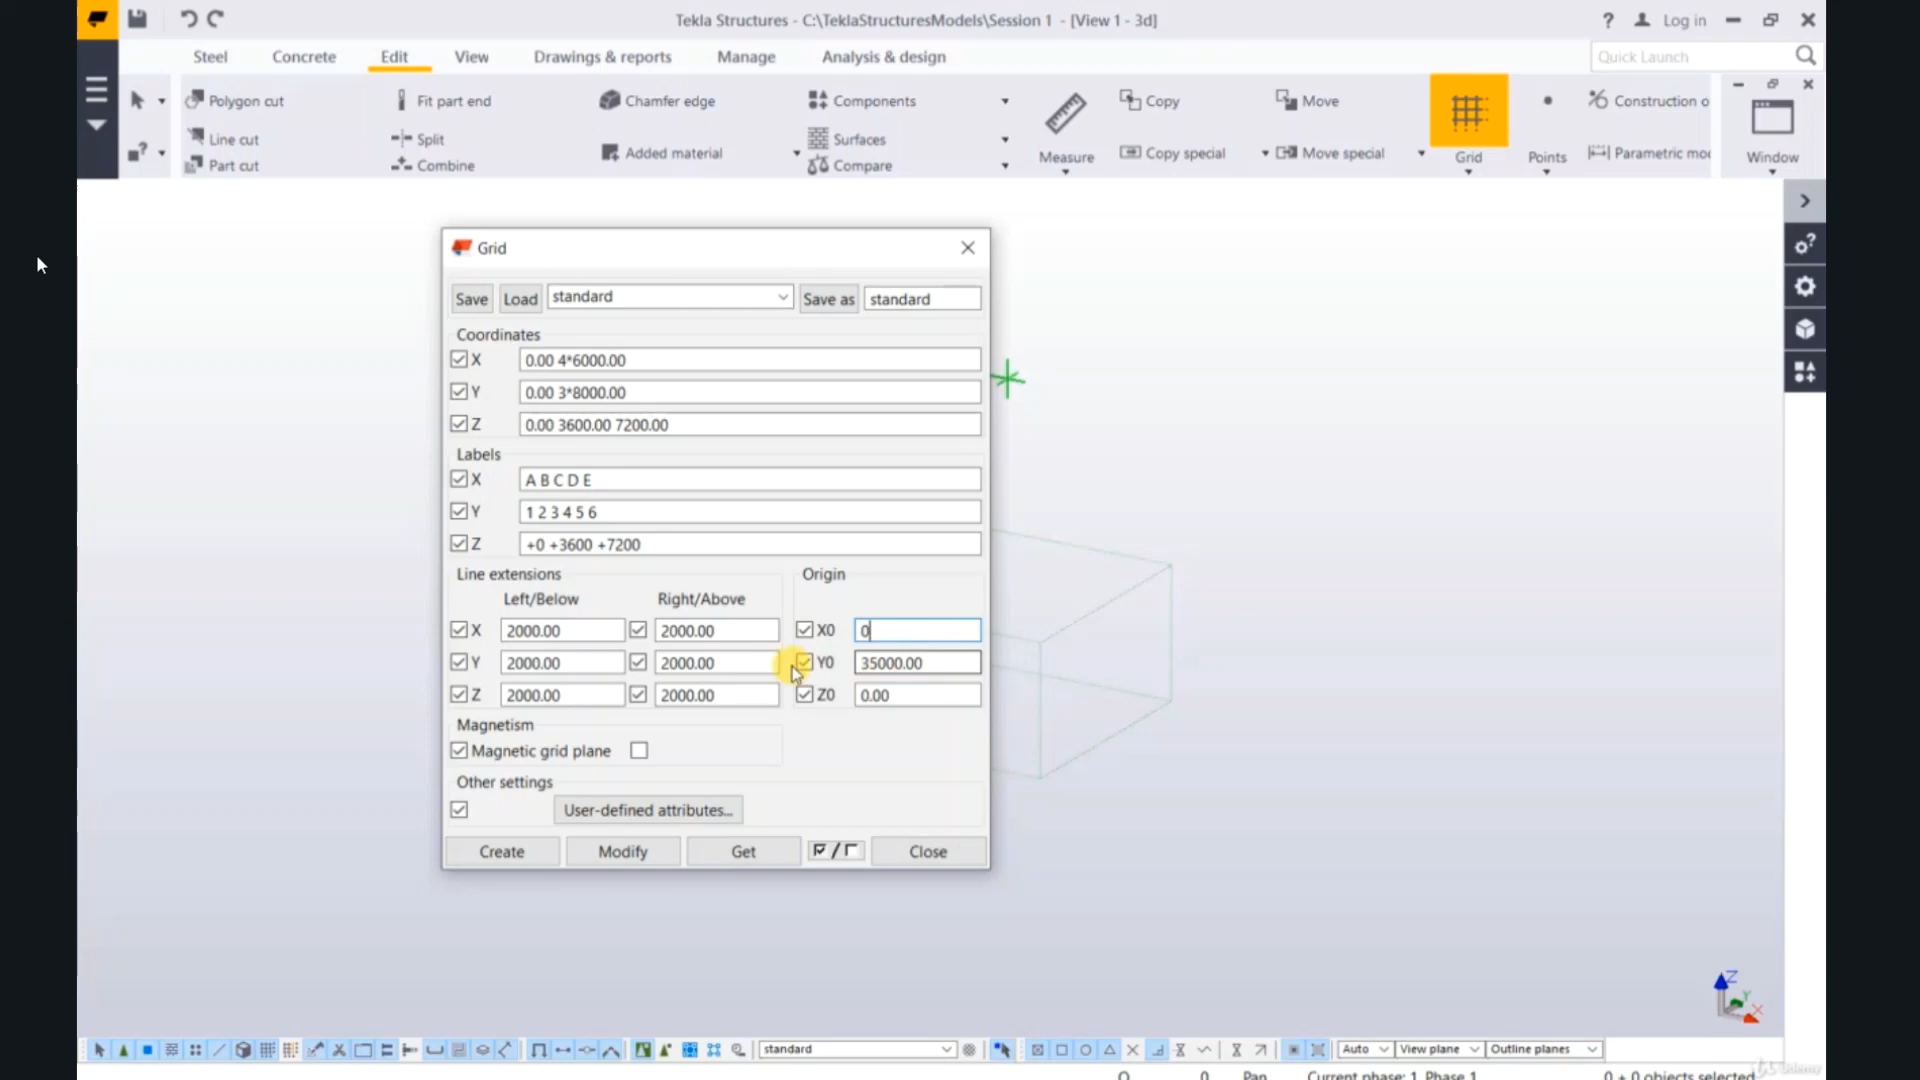 Tekla Structures - C:\TeklaStructuresModels\Session 1 - [View 1 - 3d]
? Log in
Steel Concrete Edit View Drawings & reports Manage Analysis & design
Quick Launch
Polygon cut Fit part end Chamfer edge Components Copy Move Construction o
Line cut Split Surfaces
Part cut Combine Added material Compare Measure Copy special Move special Grid Points Parametric mo Window
Grid
Save Load standard Save as standard
Coordinates
X 0.00 4*6000.00
Y 0.00 3*8000.00
Z 0.00 3600.00 7200.00
Labels
X A B C D E
Y 1 2 3 4 5 6
Z +0 +3600 +7200
Line extensions Origin
Left/Below Right/Above
X 2000.00 2000.00 X0 0
Y 2000.00 2000.00 Y0 35000.00
Z 2000.00 2000.00 Z0 0.00
Magnetism
Magnetic grid plane
Other settings
User-defined attributes...
Create Modify Get / Close
Z
Y
X
standard Auto View plane Outline planes
O 0 Pan Current phase: 1, Phase 1 0 + 0 objects selected
Udemy